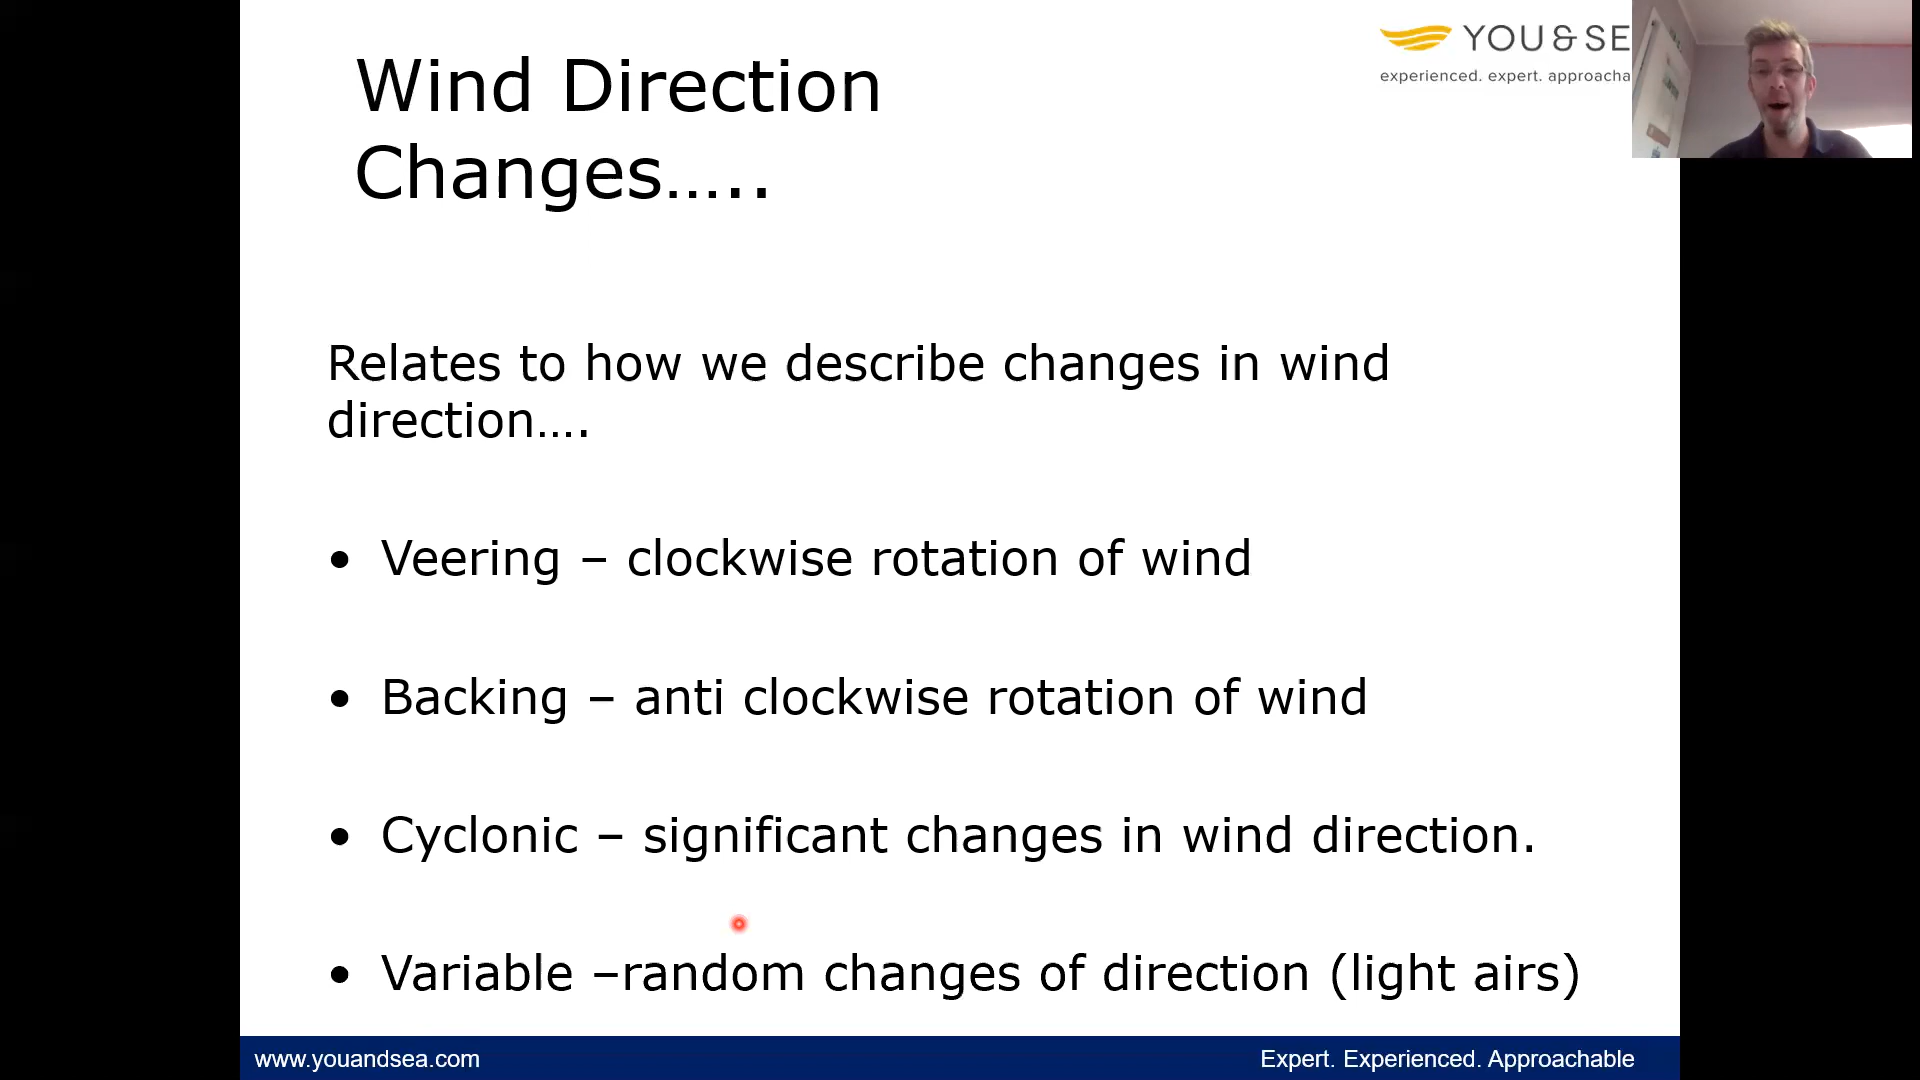 Wind Direction
Changes…..
YOU & SE
experienced. expert. approacha
Relates to how we describe changes in wind
direction….
• Veering – clockwise rotation of wind
• Backing – anti clockwise rotation of wind
• Cyclonic – significant changes in wind direction.
• Variable –random changes of direction (light airs)
www.youandsea.com
Expert. Experienced. Approachable